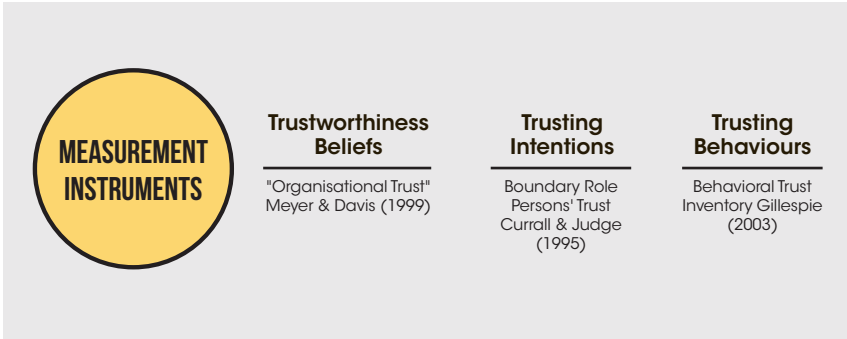 MEASUREMENT
INSTRUMENTS
Trustworthiness
Beliefs
"Organisational Trust"
Meyer & Davis (1999)
Trusting
Intentions
Boundary Role
Persons' Trust
Currall & Judge
(1995)
Trusting
Behaviours
Behavioral Trust
Inventory Gillespie
(2003)